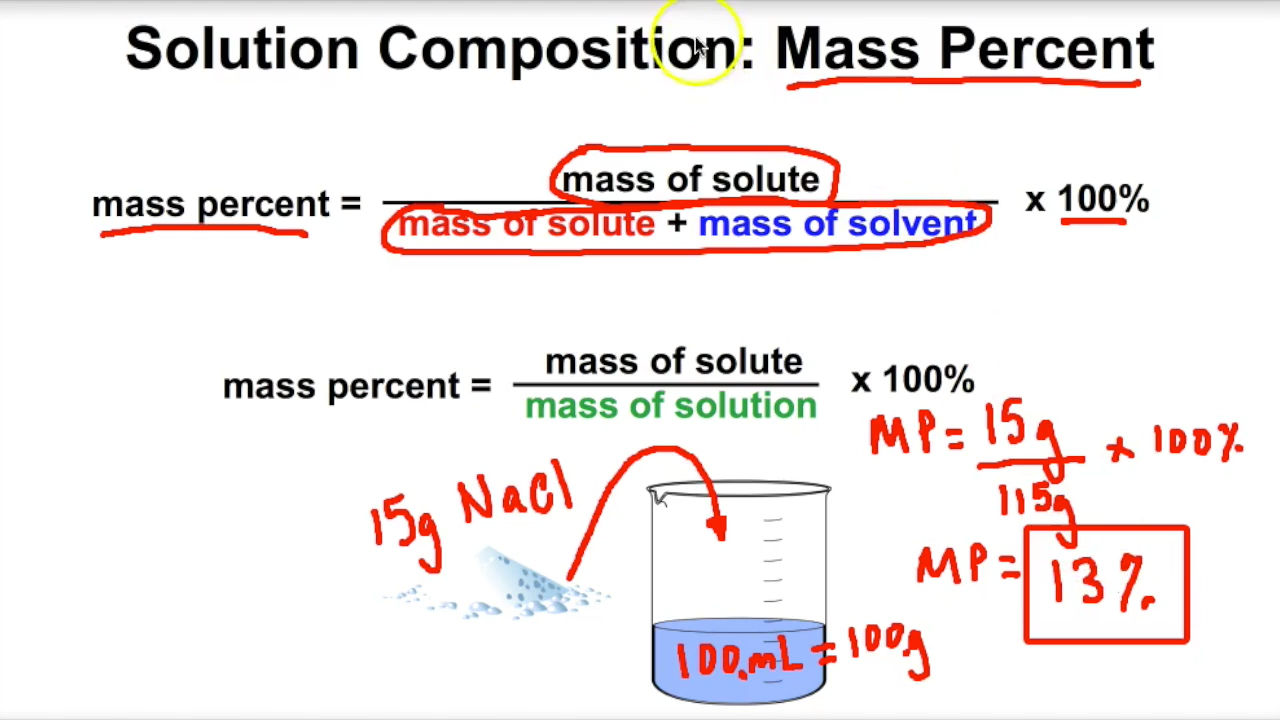 Solution Composition: Mass Percent
mass of solute
mass percent = x 100%
mass of solute + mass of solvent
mass of solute
mass percent = x 100%
mass of solution
MP = 15g x 100%
115g
15g NaCl
MP = 13%
100.mL = 100g